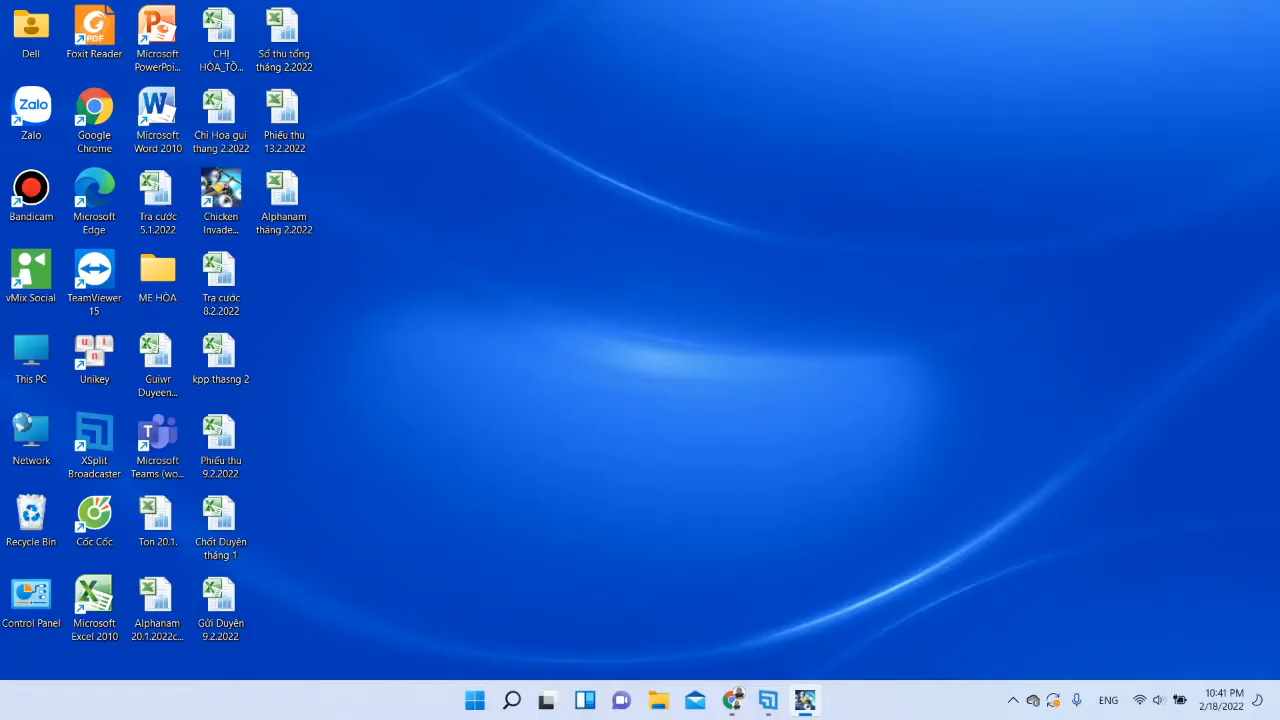 Dell
Foxit Reader
Microsoft
PowerPoi...
CHỊ
HÒA_TỒ...
Sổ thu tổng
tháng 2.2022
Zalo
Zalo
Google
Chrome
Microsoft
Word 2010
Chi Hoa gui
thang 2.2022
Phiếu thu
13.2.2022
Bandicam
Microsoft
Edge
Tra cước
5.1.2022
Chicken
Invade...
Alphanam
tháng 2.2022
vMix Social
TeamViewer
15
MẸ HÒA
Tra cước
8.2.2022
This PC
Unikey
Guiwr
Duyeen...
kpp thasng 2
Network
XSplit
Broadcaster
Microsoft
Teams (wo...
Phiếu thu
9.2.2022
Recycle Bin
Cốc Cốc
Ton 20.1.
Chốt Duyên
tháng 1
Control Panel
Microsoft
Excel 2010
Alphanam
20.1.2022c...
Gửi Duyên
9.2.2022
ENG
10:41 PM
2/18/2022